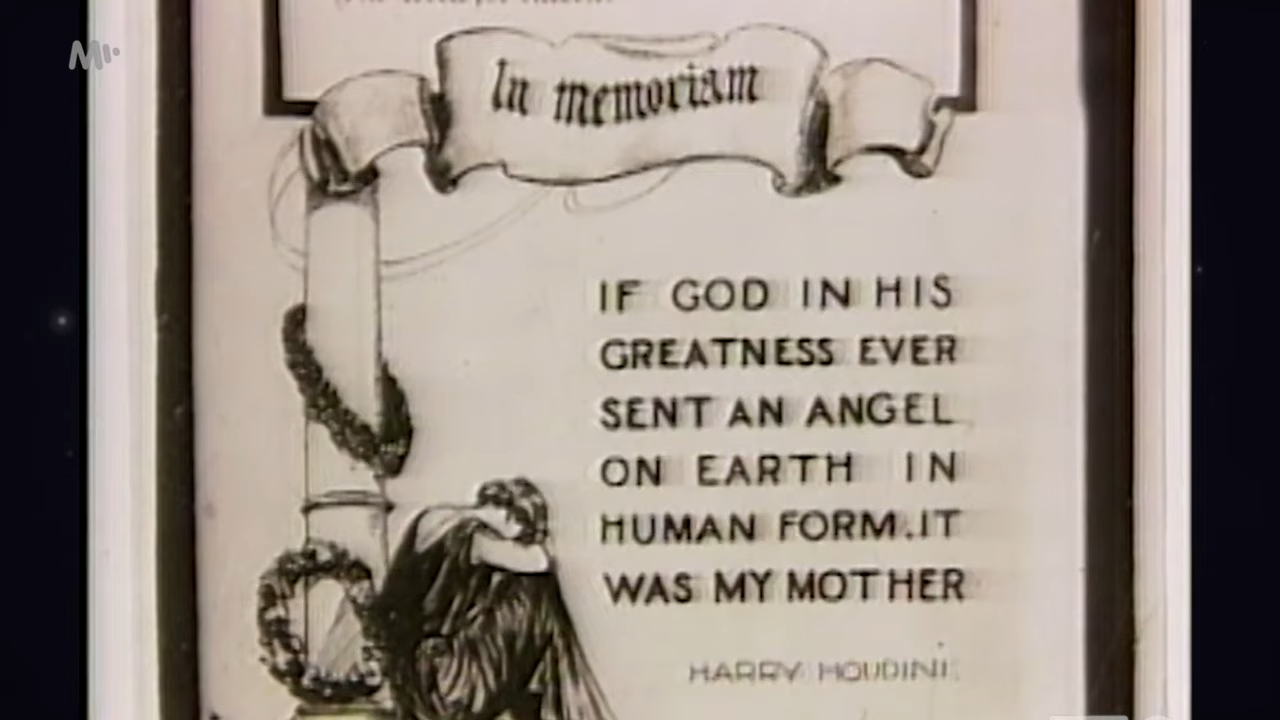 In memoriam
IF GOD IN HIS
GREATNESS EVER
SENT AN ANGEL
ON EARTH IN
HUMAN FORM.IT
WAS MY MOTHER
HARRY HOUDINI.